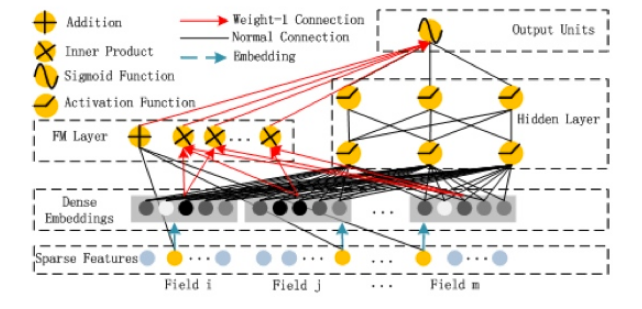 Addition
Weight-1 Connection
Inner Product
Normal Connection
Sigmoid Function
Embedding
Activation Function
Output Units
Hidden Layer
FM Layer
...
Dense
Embeddings
...
Sparse Features
... ... ... ...
Field i Field j ... Field m